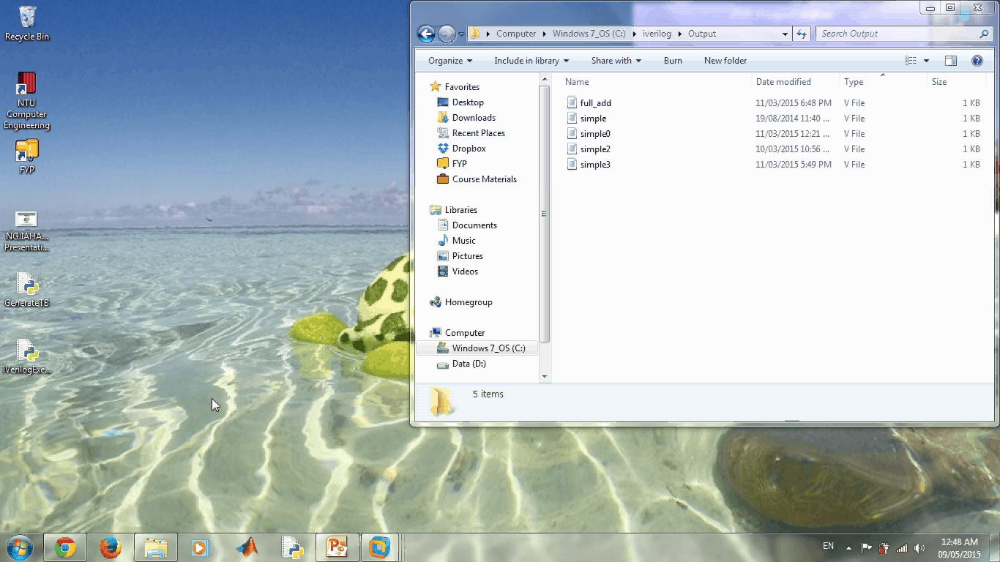 Recycle Bin
NTU
Computer
Engineering
FYP
NGJIAHA...
Presentati...
GenerateTB
iVerilogExe...
Computer
Windows 7_OS (C:)
iverilog
Output
Search Output
Organize
Include in library
Share with
Burn
New folder
Name
Date modified
Type
Size
full_add 11/03/2015 6:48 PM V File 1 KB
simple 19/08/2014 11:40 ... V File 1 KB
simple0 11/03/2015 12:21 ... V File 1 KB
simple2 10/03/2015 10:56 ... V File 1 KB
simple3 11/03/2015 5:49 PM V File 1 KB
Favorites
Desktop
Downloads
Recent Places
Dropbox
FYP
Course Materials
Libraries
Documents
Music
Pictures
Videos
Homegroup
Computer
Windows 7_OS (C:)
Data (D:)
5 items
EN
12:48 AM
09/05/2015